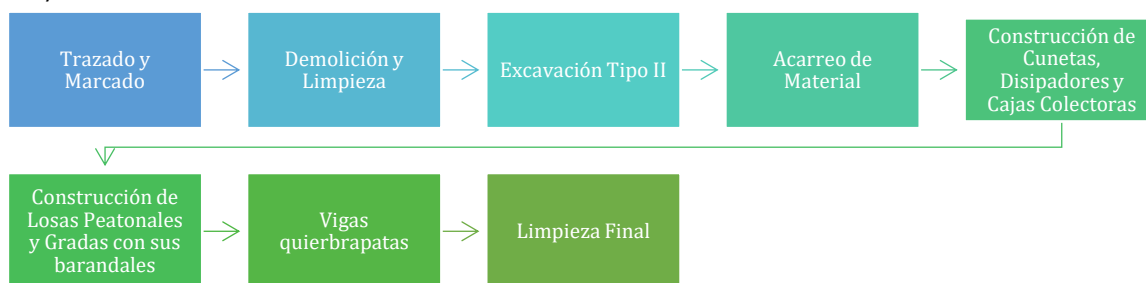 Trazado y
Marcado
Demolición y
Limpieza
Excavación Tipo II
Acarreo de
Material
Construcción de
Cunetas,
Disipadores y
Cajas Colectoras
Construcción de
Losas Peatonales
y Gradas con sus
barandales
Vigas
quierbrapatas
Limpieza Final